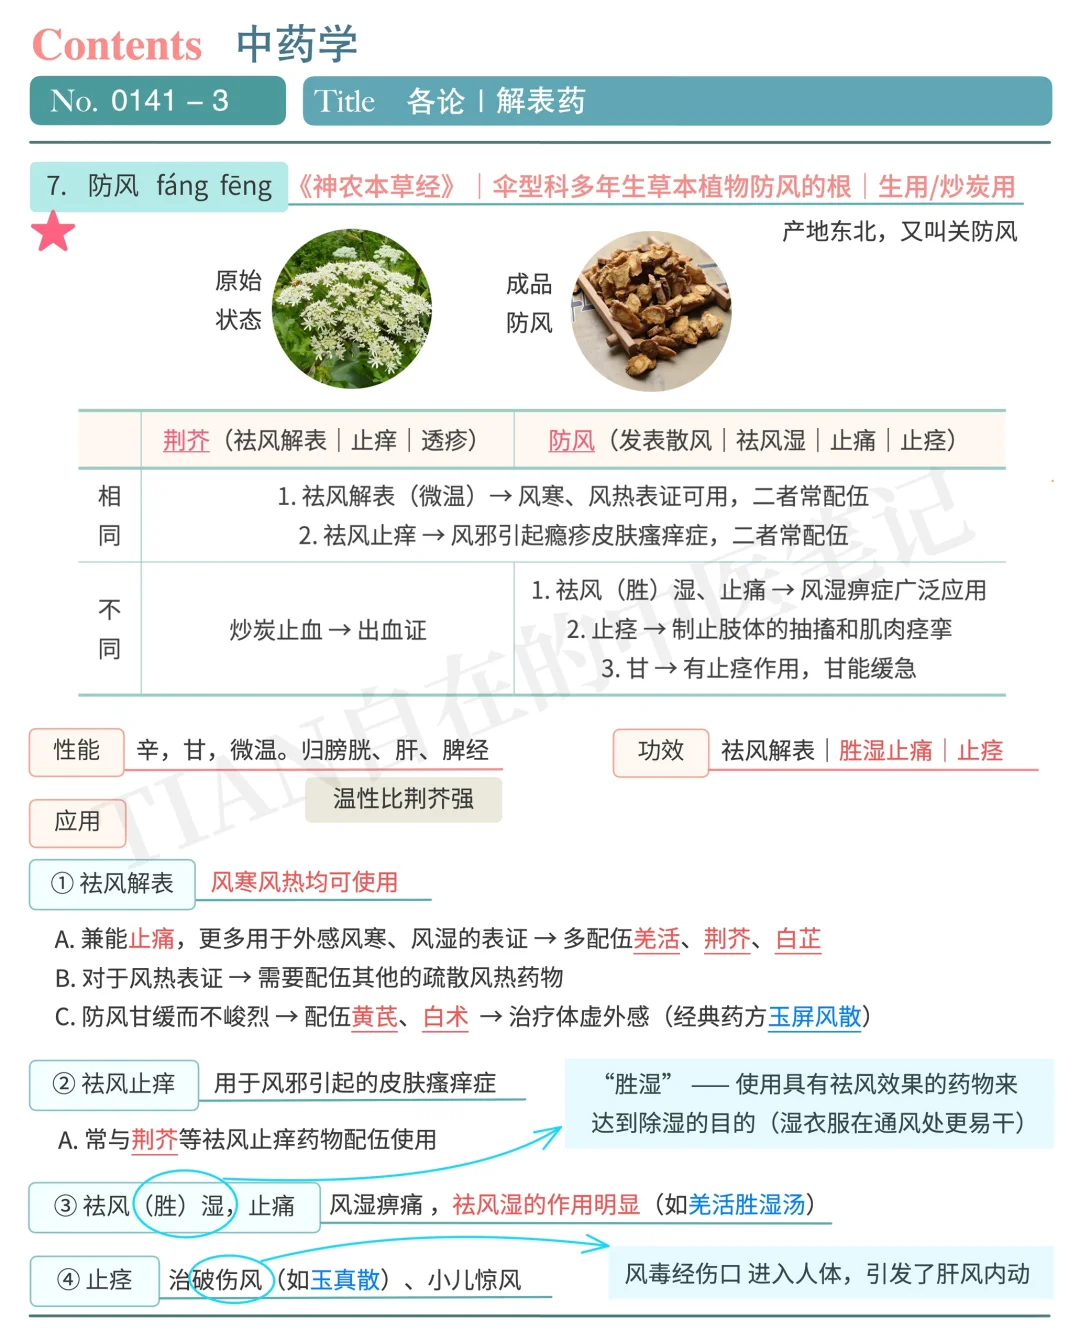 Contents 中药学
No. 0141 – 3
Title 各论 | 解表药
7. 防风 fáng fēng 《神农本草经》｜伞型科多年生草本植物防风的根｜生用/炒炭用
产地东北，又叫关防风
原始
状态
成品
防风
荆芥（祛风解表｜止痒｜透疹） 防风（发表散风｜祛风湿｜止痛｜止痉）
相
同
1. 祛风解表（微温）→ 风寒、风热表证可用，二者常配伍
2. 祛风止痒 → 风邪引起瘾疹皮肤瘙痒症，二者常配伍
不
同
炒炭止血 → 出血证
1. 祛风（胜）湿、止痛 → 风湿痹症广泛应用
2. 止痉 → 制止肢体的抽搐和肌肉痉挛
3. 甘 → 有止痉作用，甘能缓急
TIAN自在的中医笔记
性能 辛，甘，微温。归膀胱、肝、脾经
功效 祛风解表｜胜湿止痛｜止痉
温性比荆芥强
应用
① 祛风解表 风寒风热均可使用
A. 兼能止痛，更多用于外感风寒、风湿的表证 → 多配伍羌活、荆芥、白芷
B. 对于风热表证 → 需要配伍其他的疏散风热药物
C. 防风甘缓而不峻烈 → 配伍黄芪、白术 → 治疗体虚外感（经典药方玉屏风散）
② 祛风止痒 用于风邪引起的皮肤瘙痒症
A. 常与荆芥等祛风止痒药物配伍使用
“胜湿” —— 使用具有祛风效果的药物来
达到除湿的目的（湿衣服在通风处更易干）
③ 祛风（胜）湿，止痛 风湿痹痛，祛风湿的作用明显（如羌活胜湿汤）
④ 止痉 治破伤风（如玉真散）、小儿惊风
风毒经伤口 进入人体，引发了肝风内动